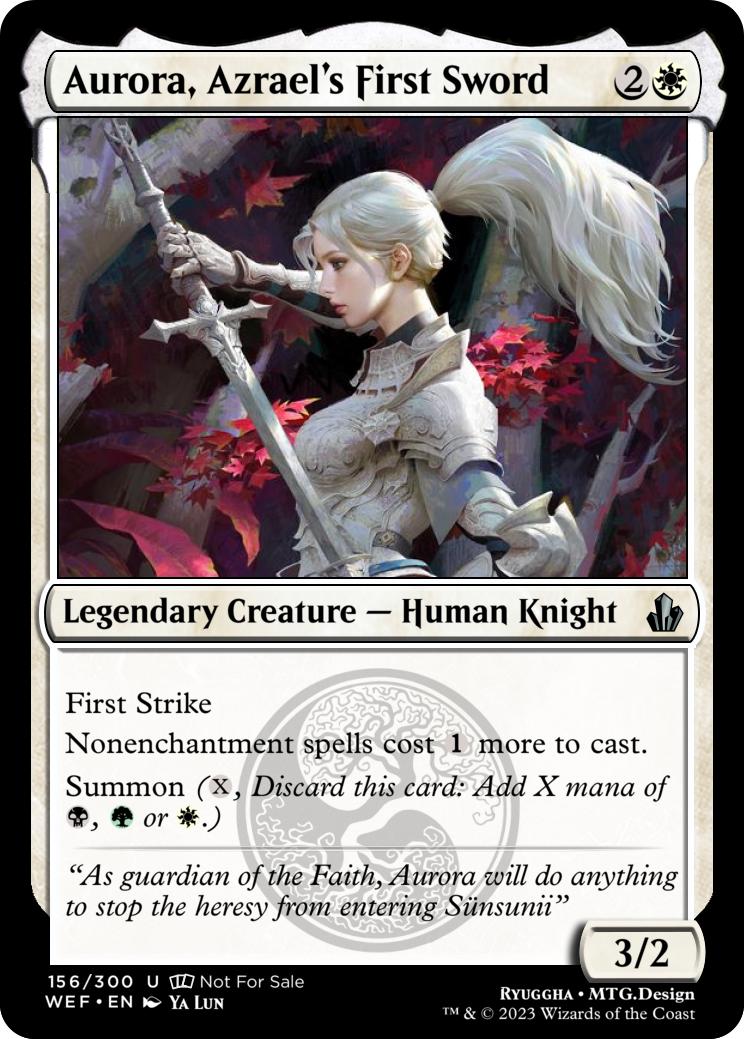 Aurora, Azrael's First Sword 2
Legendary Creature — Human Knight
First Strike
Nonenchantment spells cost 1 more to cast.
Summon (X, Discard this card: Add X mana of
, or .)
“As guardian of the Faith, Aurora will do anything
to stop the heresy from entering Sünsunii”
3/2
156/300 U Not For Sale
WEF • EN Ya Lun
Ryuggha • MTG.Design
™ & © 2023 Wizards of the Coast